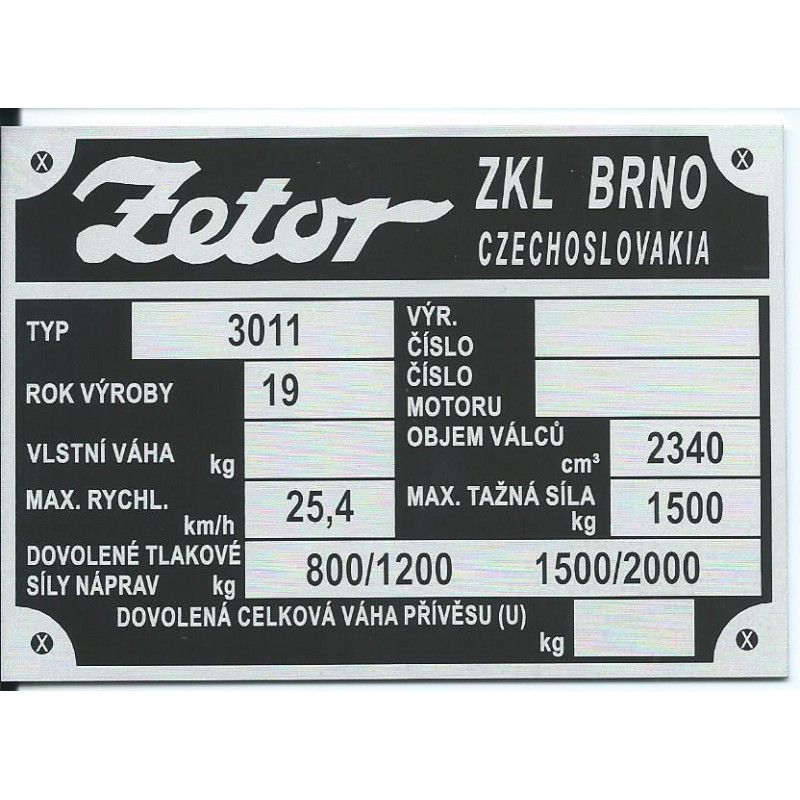 Zetor ZKL BRNO
CZECHOSLOVAKIA
TYP 3011
VÝR.
ČÍSLO
ROK VÝROBY 19
ČÍSLO
MOTORU
VLSTNÍ VÁHA kg
OBJEM VÁLCŮ
cm³ 2340
MAX. RYCHL.
km/h 25,4
MAX. TAŽNÁ SÍLA
kg 1500
DOVOLENÉ TLAKOVÉ
SÍLY NÁPRAV kg 800/1200 1500/2000
DOVOLENÁ CELKOVÁ VÁHA PŘÍVĚSU (U)
kg